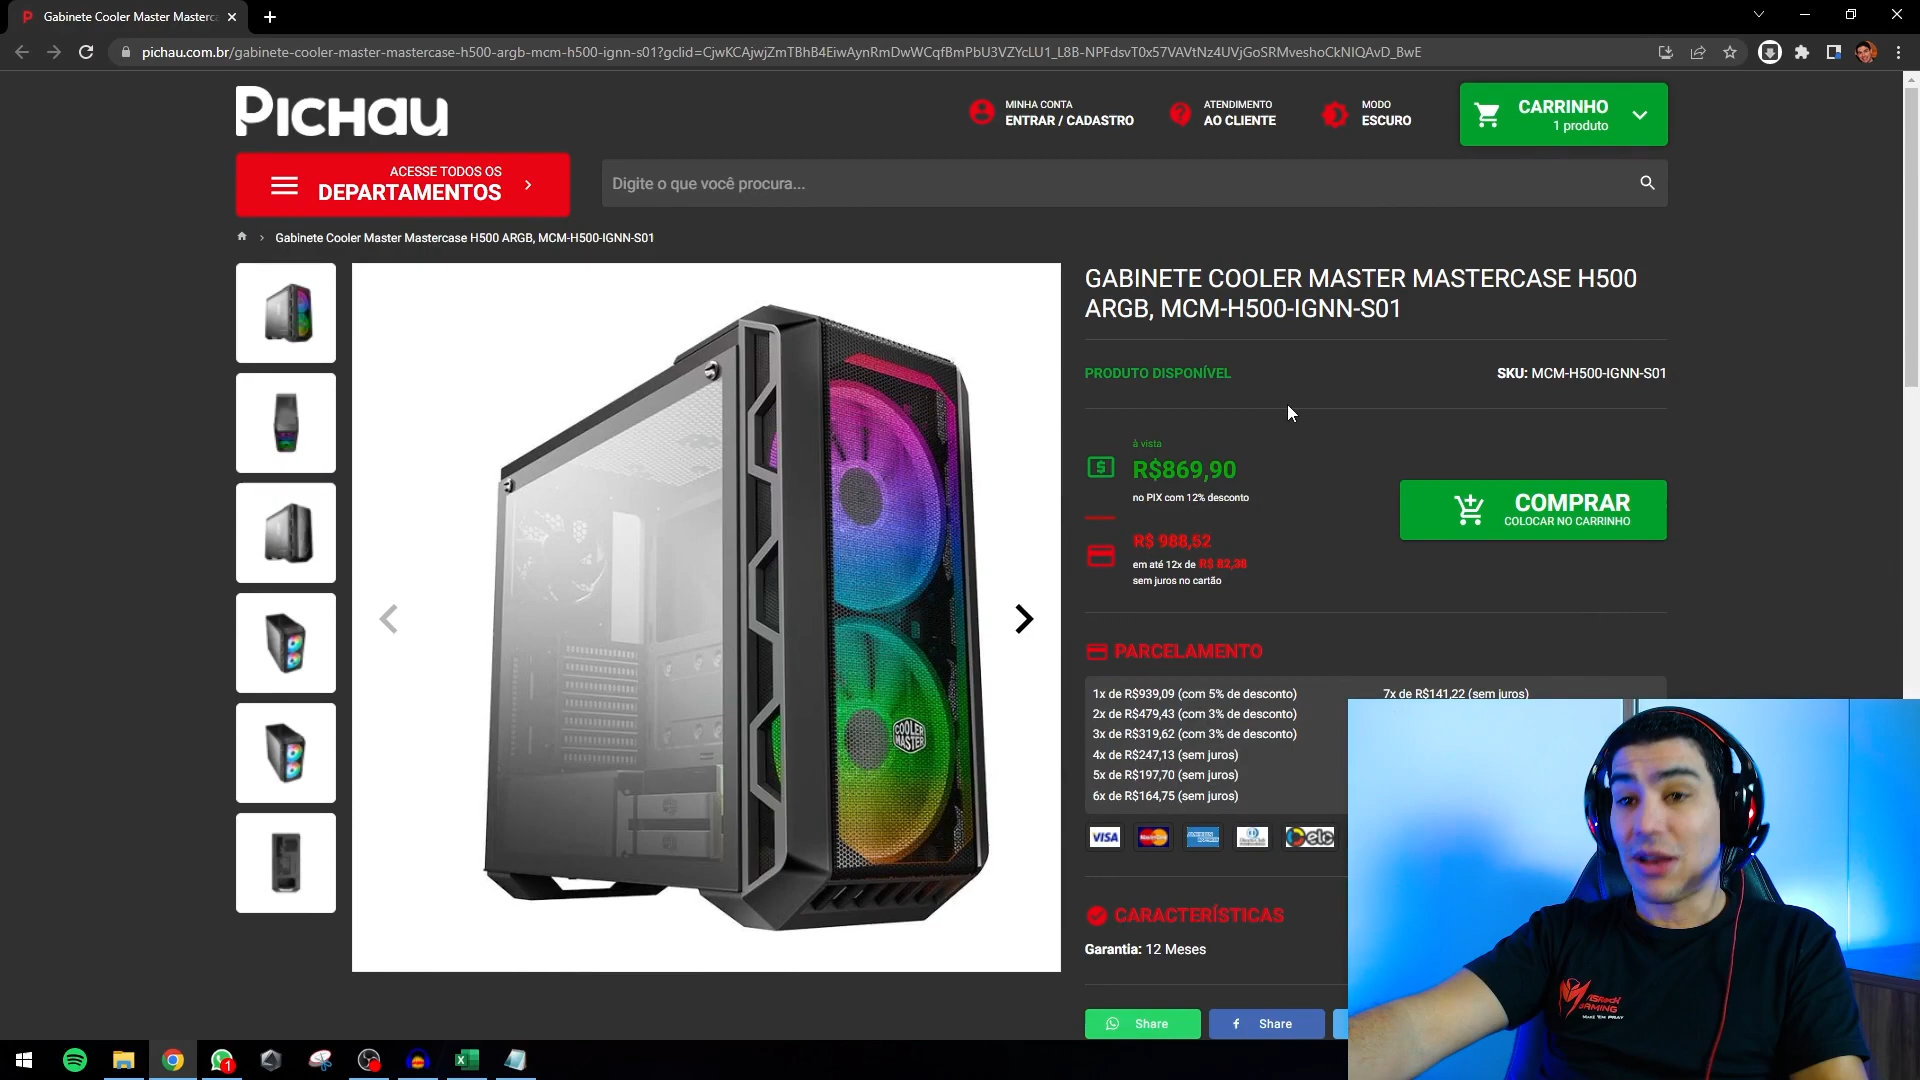 Gabinete Cooler Master Masterca
pichau.com.br/gabinete-cooler-master-mastercase-h500-argb-mcm-h500-ignn-s01?gclid=CjwKCAjwjZmTBhB4EiwAynRmDwWCqfBmPbU3VZYcLU1_L8B-NPFdsvT0x57VAVtNz4UVjGoSRMveshoCkNIQAvD_BwE
PICHAU
MINHA CONTA
ENTRAR / CADASTRO
ATENDIMENTO
AO CLIENTE
MODO
ESCURO
CARRINHO
1 produto
ACESSE TODOS OS
DEPARTAMENTOS
Digite o que você procura...
Gabinete Cooler Master Mastercase H500 ARGB, MCM-H500-IGNN-S01
GABINETE COOLER MASTER MASTERCASE H500
ARGB, MCM-H500-IGNN-S01
PRODUTO DISPONÍVEL
SKU: MCM-H500-IGNN-S01
à vista
R$869,90
no PIX com 12% desconto
COMPRAR
COLOCAR NO CARRINHO
R$ 988,52
em até 12x de R$ 82,38
sem juros no cartão
PARCELAMENTO
1x de R$939,09 (com 5% de desconto)
2x de R$479,43 (com 3% de desconto)
3x de R$319,62 (com 3% de desconto)
4x de R$247,13 (sem juros)
5x de R$197,70 (sem juros)
6x de R$164,75 (sem juros)
7x de R$141,22 (sem juros)
VISA
MasterCard
elo
COOLER
MASTER
CARACTERÍSTICAS
Garantia: 12 Meses
Share
Share
ASRock
GAMING
1